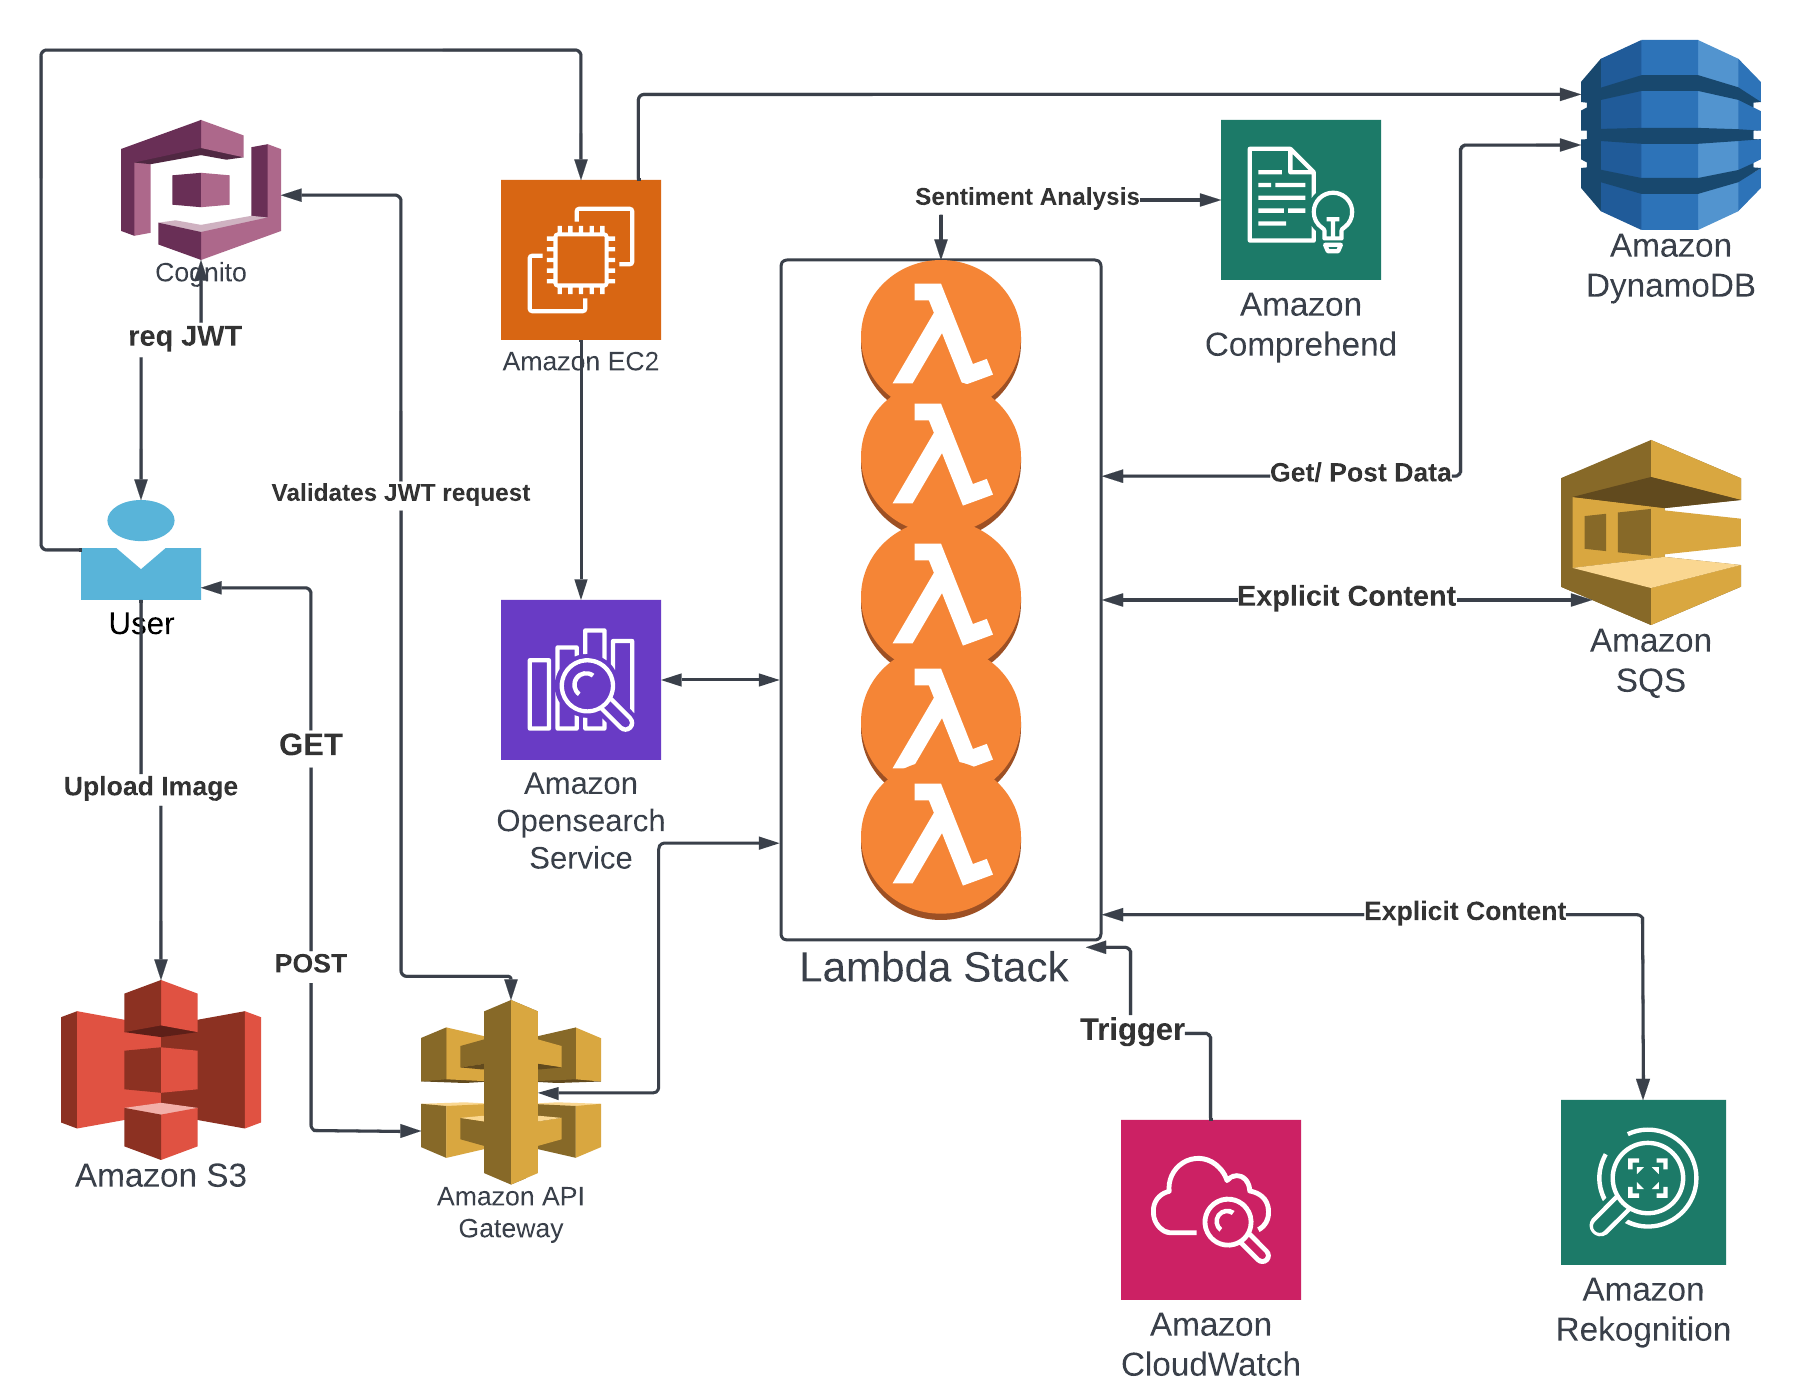 Sentiment Analysis
Amazon
DynamoDB
Cognito
Amazon
Comprehend
req JWT
Amazon EC2
Get/ Post Data
Validates JWT request
Explicit Content
User
Amazon
SQS
GET
Upload Image
Amazon
Opensearch
Service
Explicit Content
POST
Lambda Stack
Trigger
Amazon S3
Amazon API
Gateway
Amazon
Rekognition
Amazon
CloudWatch